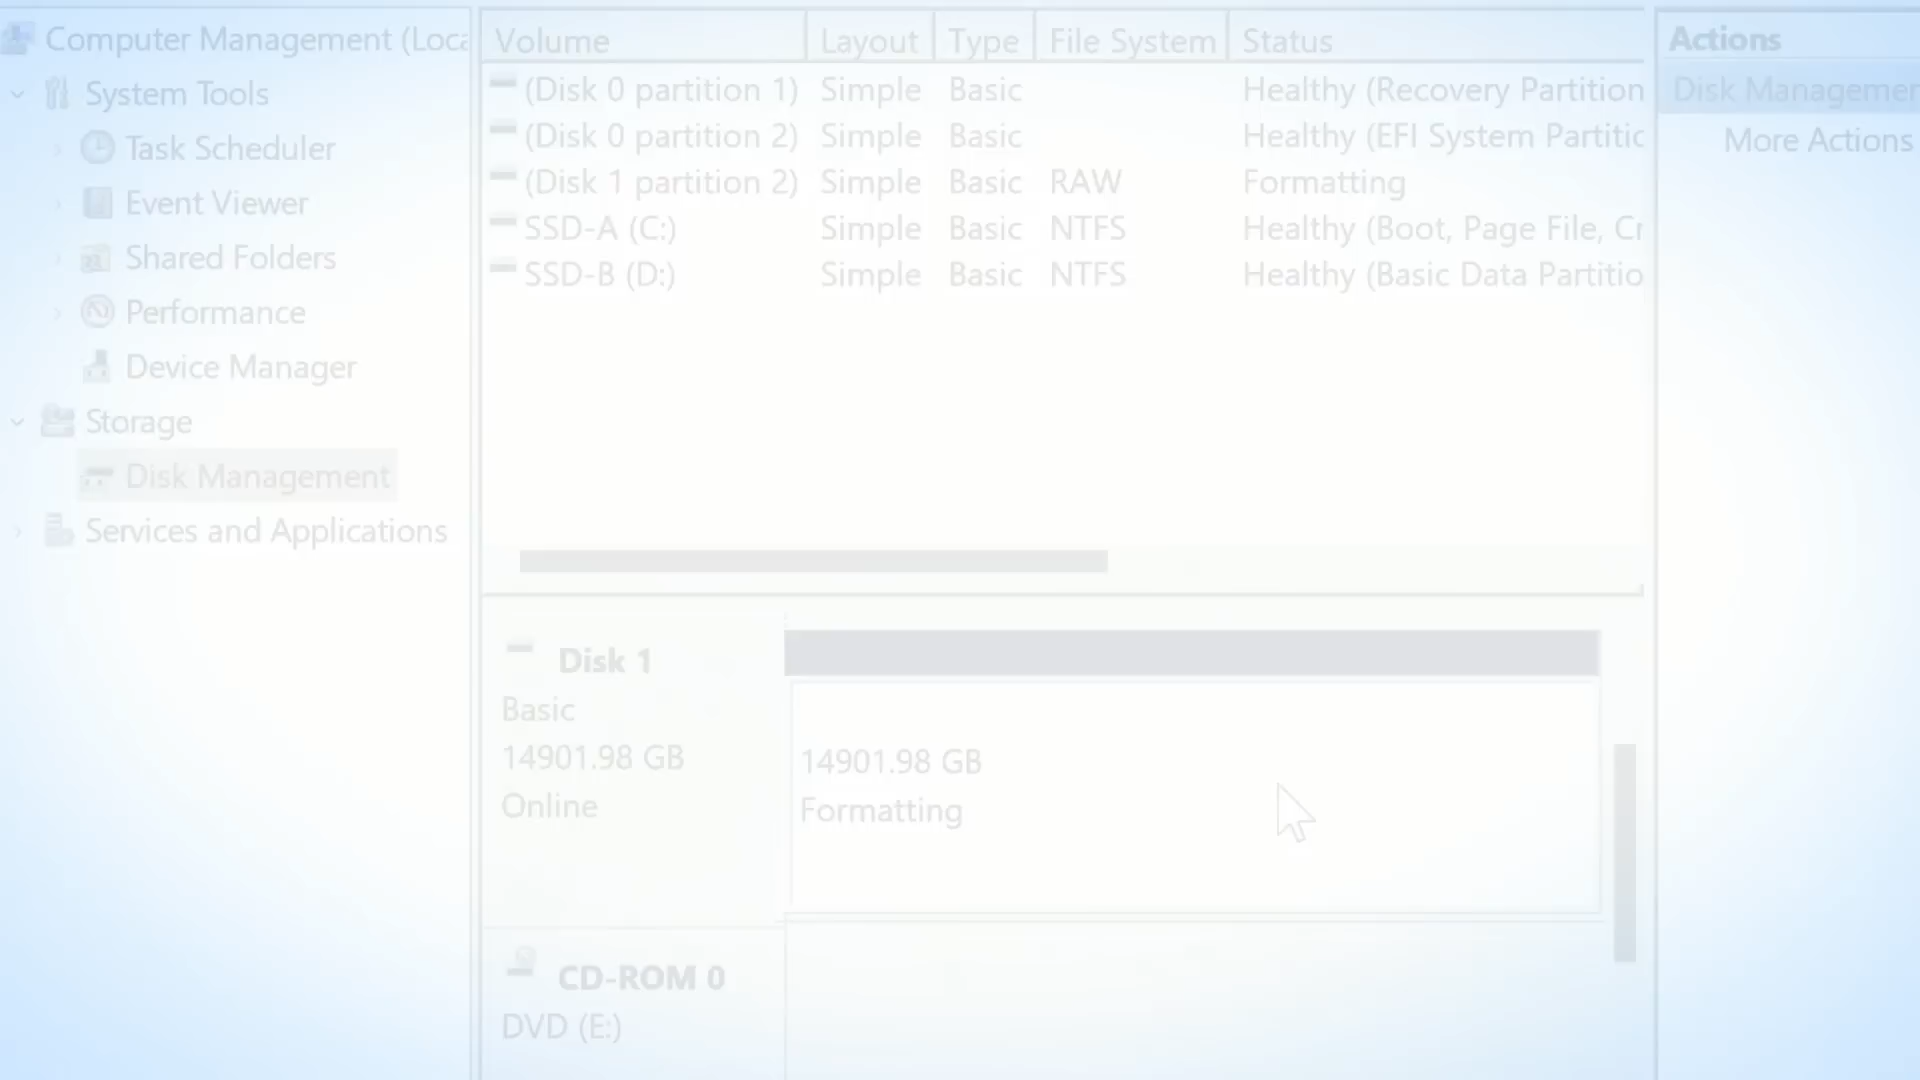 Computer Management (Loca
System Tools
Task Scheduler
Event Viewer
Shared Folders
Performance
Device Manager
Storage
Disk Management
Services and Applications
Volume Layout Type File System Status
(Disk 0 partition 1) Simple Basic Healthy (Recovery Partition
(Disk 0 partition 2) Simple Basic Healthy (EFI System Partitic
(Disk 1 partition 2) Simple Basic RAW Formatting
SSD-A (C:) Simple Basic NTFS Healthy (Boot, Page File, Cr
SSD-B (D:) Simple Basic NTFS Healthy (Basic Data Partitio
Disk 1
Basic
14901.98 GB
Online
14901.98 GB
Formatting
CD-ROM 0
DVD (E:)
Actions
Disk Managemer
More Actions